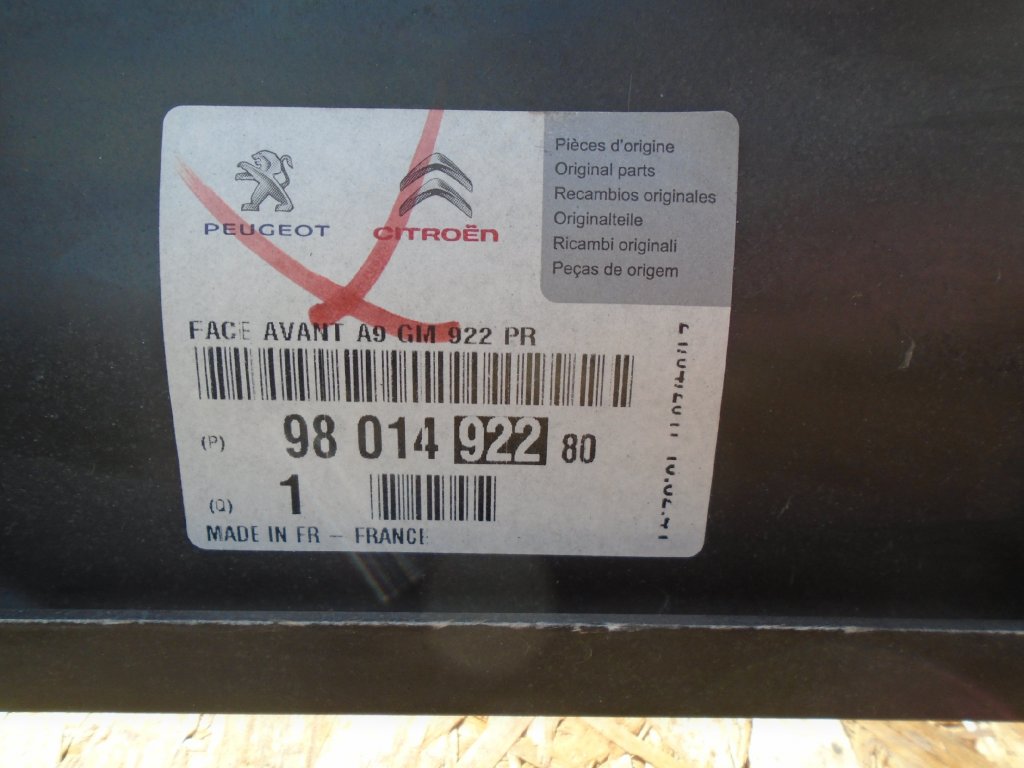 PEUGEOT
CITROËN
Pièces d'origine
Original parts
Recambios originales
Originalteile
Ricambi originali
Peças de origem
FACE AVANT A9 GM 922 PR
(P) 98 014 922 80
(Q) 1
MADE IN FR - FRANCE